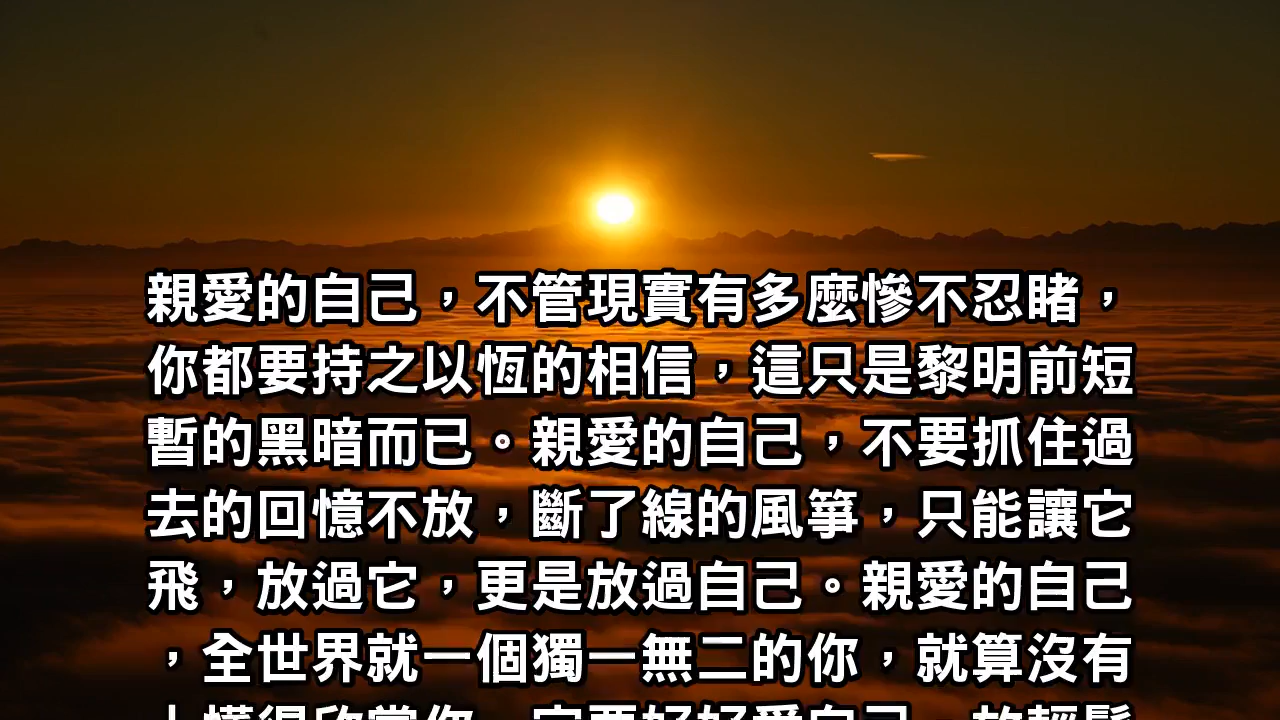 親愛的自己，不管現實有多麼慘不忍睹，
你都要持之以恆的相信，這只是黎明前短
暫的黑暗而已。親愛的自己，不要抓住過
去的回憶不放，斷了線的風箏，只能讓它
飛，放過它，更是放過自己。親愛的自己
，全世界就一個獨一無二的你，就算沒有